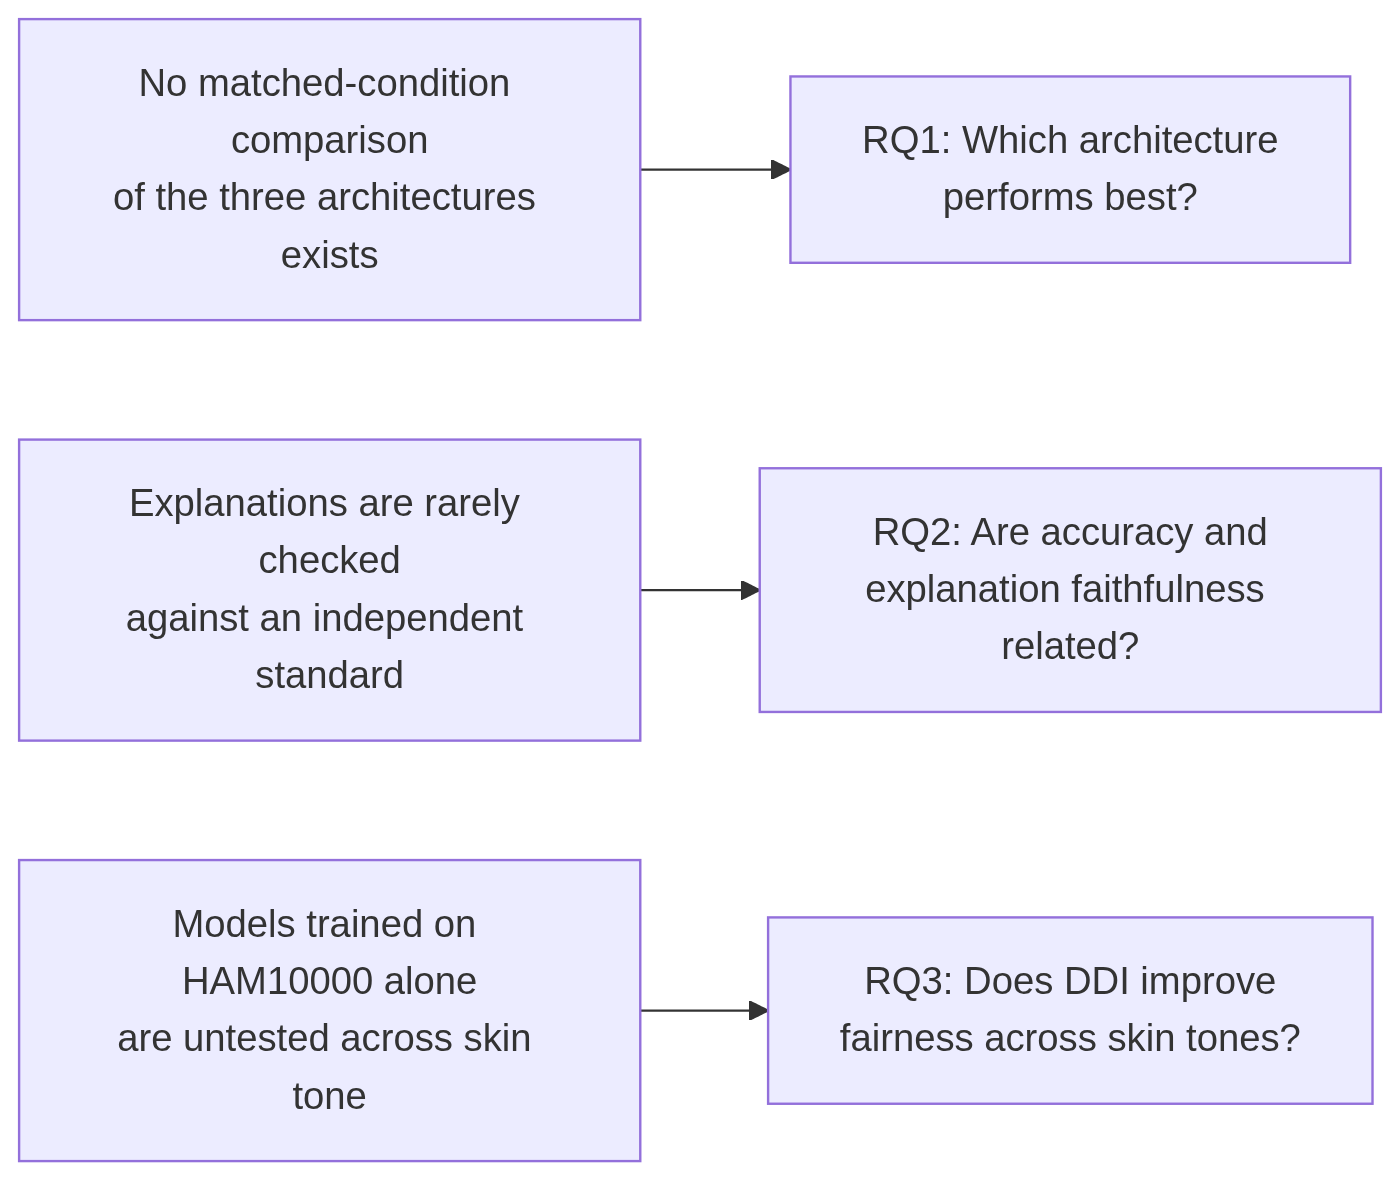 No matched-condition
comparison
of the three architectures
exists
RQ1: Which architecture
performs best?
Explanations are rarely
checked
against an independent
standard
RQ2: Are accuracy and
explanation faithfulness
related?
Models trained on
HAM10000 alone
are untested across skin
tone
RQ3: Does DDI improve
fairness across skin tones?